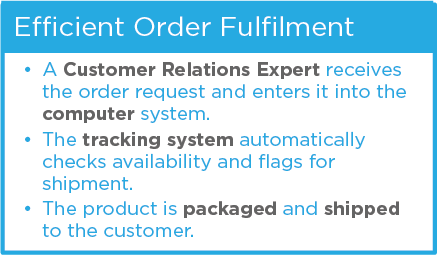 Efficient Order Fulfilment
• A Customer Relations Expert receives
the order request and enters it into the
computer system.
• The tracking system automatically
checks availability and flags for
shipment.
• The product is packaged and shipped
to the customer.